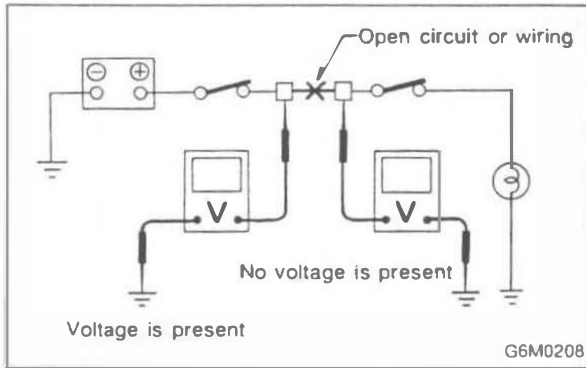 Open circuit or wiring
⊖ ⊕
V
V
No voltage is present
Voltage is present
G6M0208